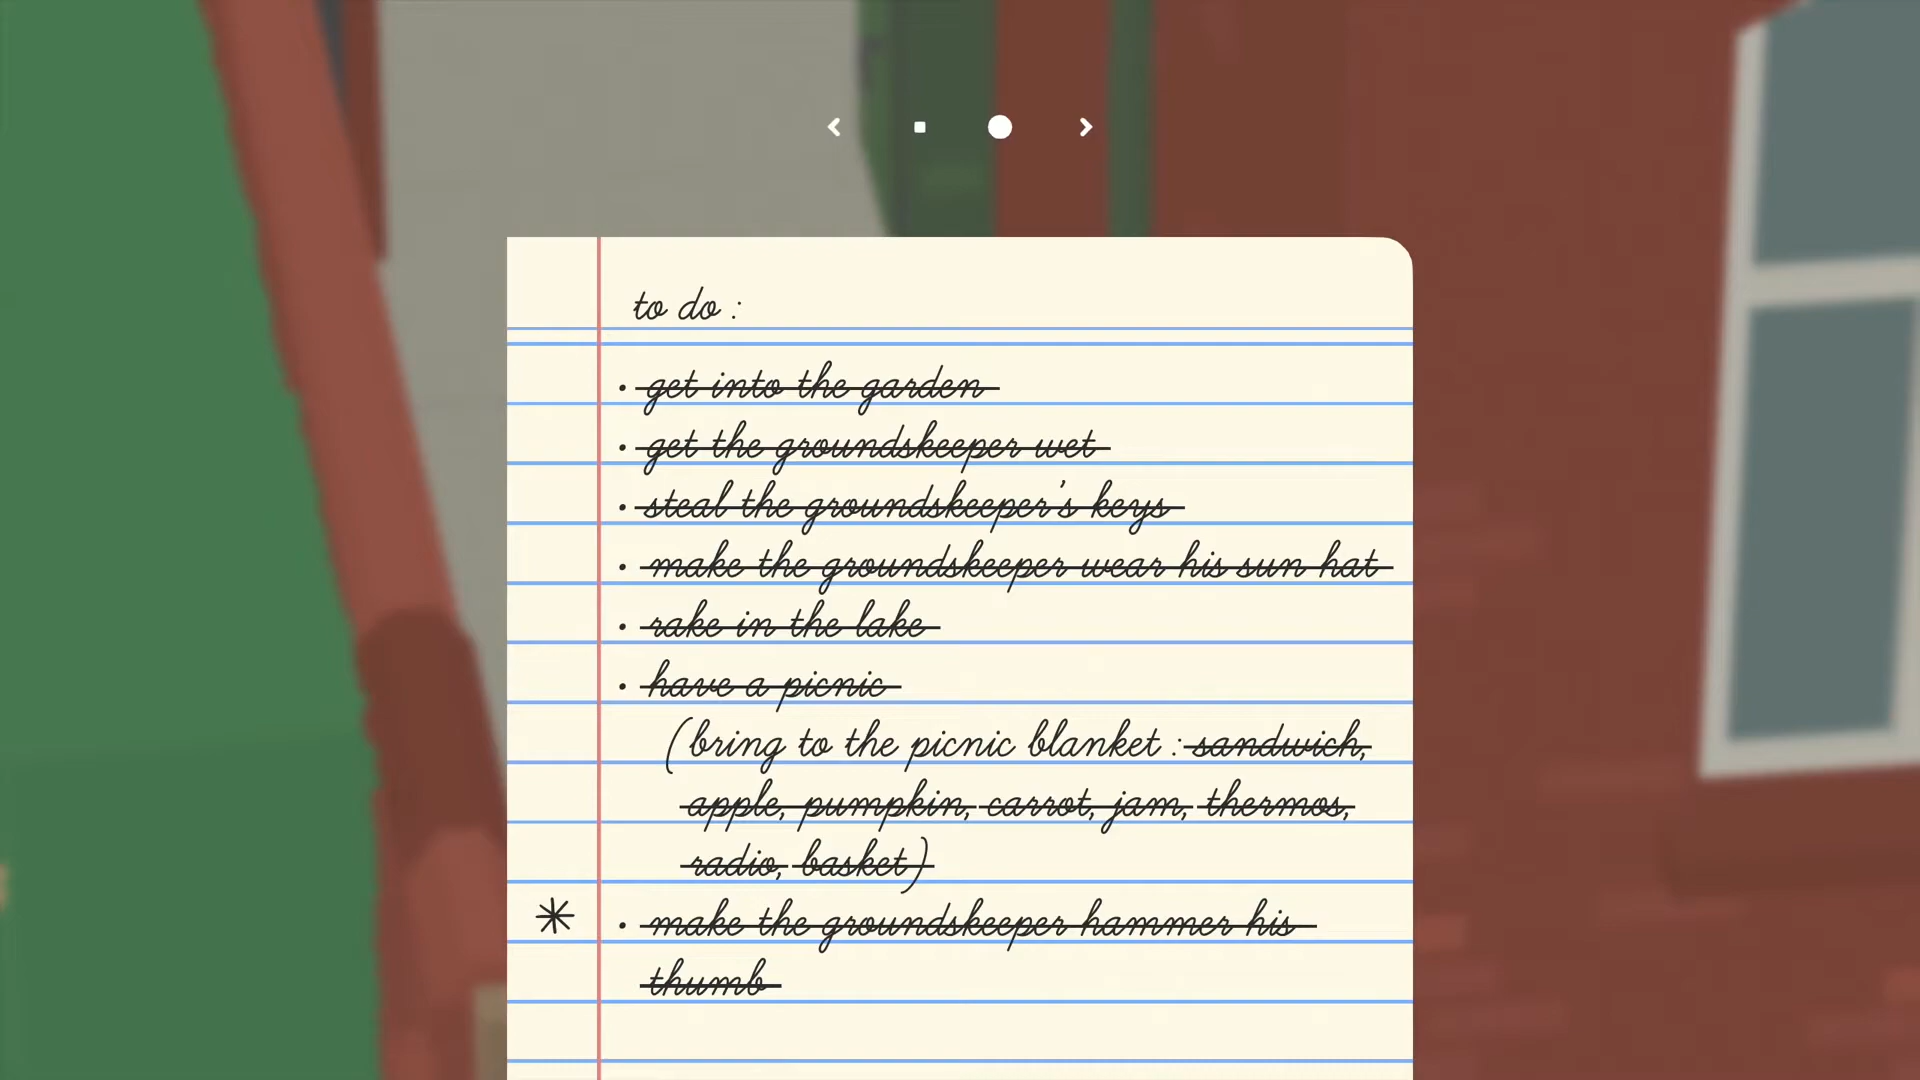 to do :
• get into the garden
• get the groundskeeper wet
• steal the groundskeeper's keys
• make the groundskeeper wear his sun hat
• rake in the lake
• have a picnic
(bring to the picnic blanket : sandwich,
apple, pumpkin, carrot, jam, thermos,
radio, basket)
• make the groundskeeper hammer his
thumb